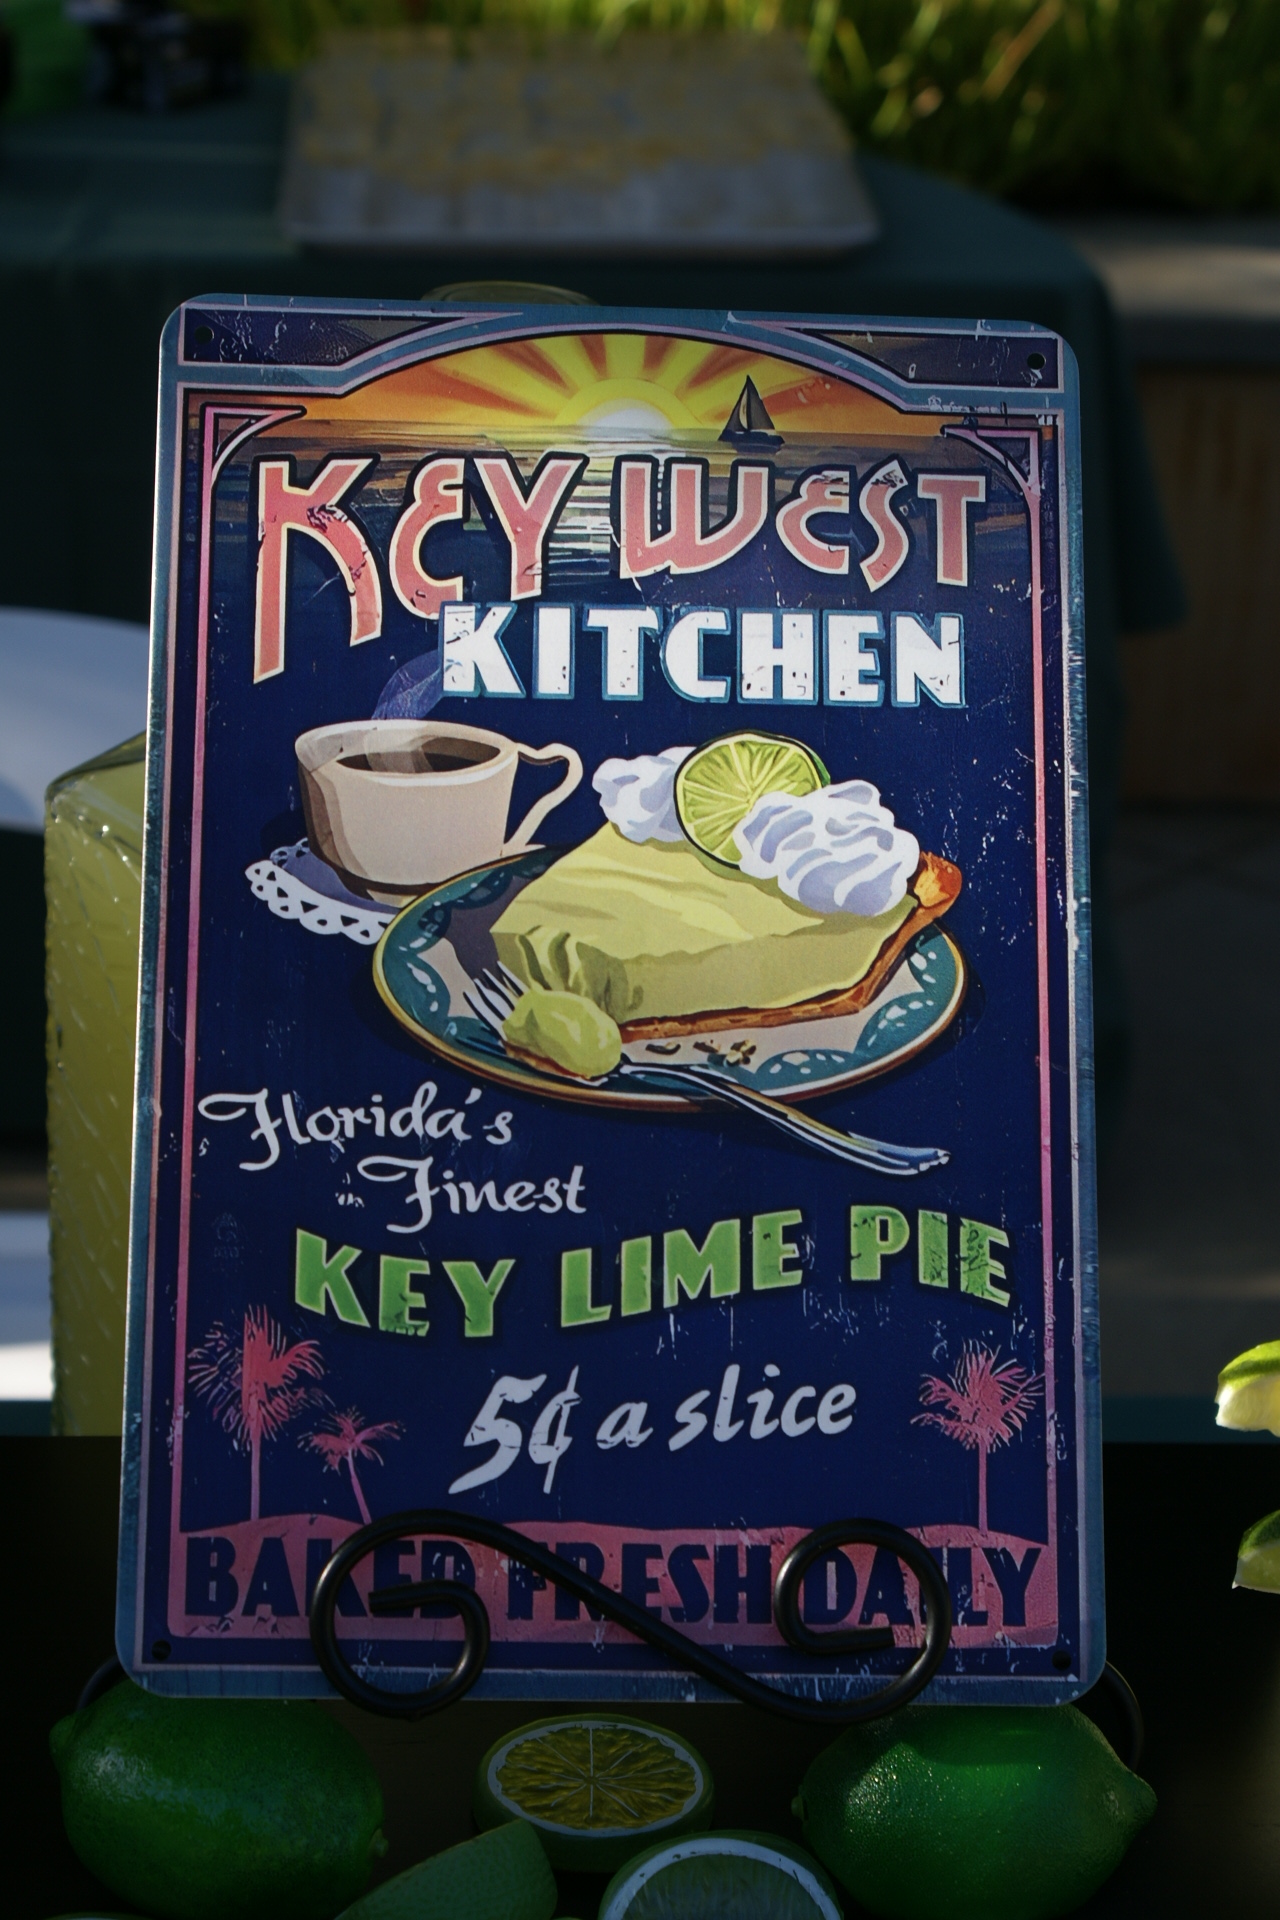 KEY WEST
KITCHEN
Florida's
Finest
KEY LIME PIE
5¢ a slice
BAKED FRESH DAILY